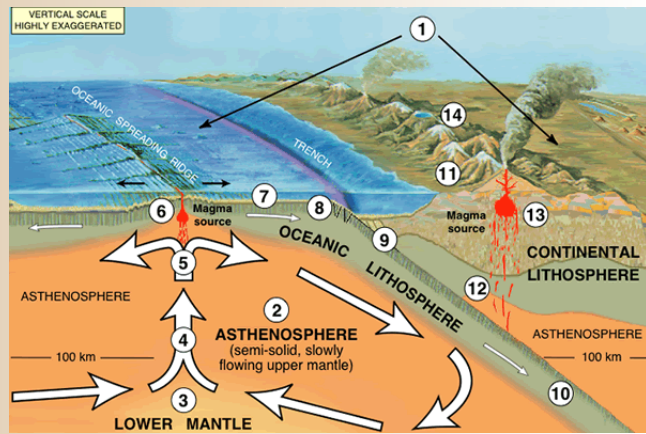 VERTICAL SCALE
HIGHLY EXAGGERATED
1
OCEANIC SPREADING RIDGE
TRENCH
14
11
6
Magma
source
7
8
9
Magma
source
13
CONTINENTAL
LITHOSPHERE
OCEANIC LITHOSPHERE
5
12
ASTHENOSPHERE
2
ASTHENOSPHERE
(semi-solid, slowly
flowing upper mantle)
ASTHENOSPHERE
100 km
4
100 km
10
3
LOWER MANTLE